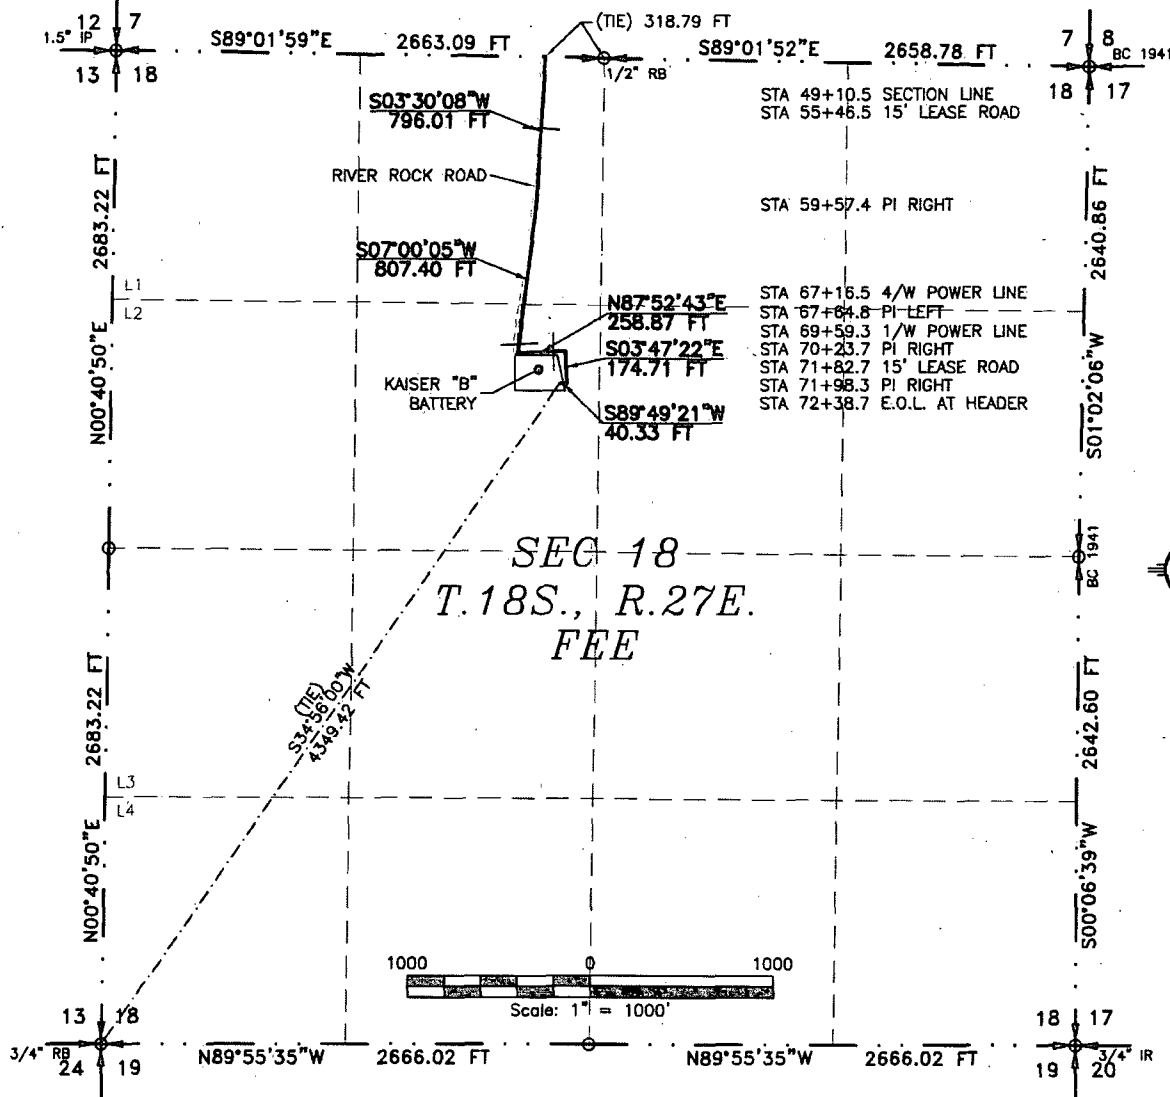 12 7
1.5" IP
13 18
S89°01'59"E 2663.09 FT
(TIE) 318.79 FT
1/2" RB
S89°01'52"E 2658.78 FT
7 8
BC 1941
18 17
S03°30'08"W
796.01 FT
RIVER ROCK ROAD
S07°00'05"W
807.40 FT
STA 49+10.5 SECTION LINE
STA 55+46.5 15' LEASE ROAD
STA 59+57.4 PI RIGHT
STA 67+16.5 4/W POWER LINE
STA 67+64.8 PI LEFT
STA 69+59.3 1/W POWER LINE
STA 70+23.7 PI RIGHT
STA 71+82.7 15' LEASE ROAD
STA 71+98.3 PI RIGHT
STA 72+38.7 E.O.L. AT HEADER
N00°40'50"E 2683.22 FT
L1
L2
N87°52'43"E
258.87 FT
S03°47'22"E
174.71 FT
S89°49'21"W
40.33 FT
KAISER "B"
BATTERY
S01°02'06"W 2640.86 FT
BC 1941
SEC 18
T.18S., R.27E.
FEE
(TIE)
S34°56'00"W
4349.42 FT
N00°40'50"E 2683.22 FT
L3
L4
S00°06'39"W 2642.60 FT
1000 0 1000
Scale: 1" = 1000'
13 18
3/4" RB
24 19
N89°55'35"W 2666.02 FT
N89°55'35"W 2666.02 FT
18 17
3/4" IR
19 20